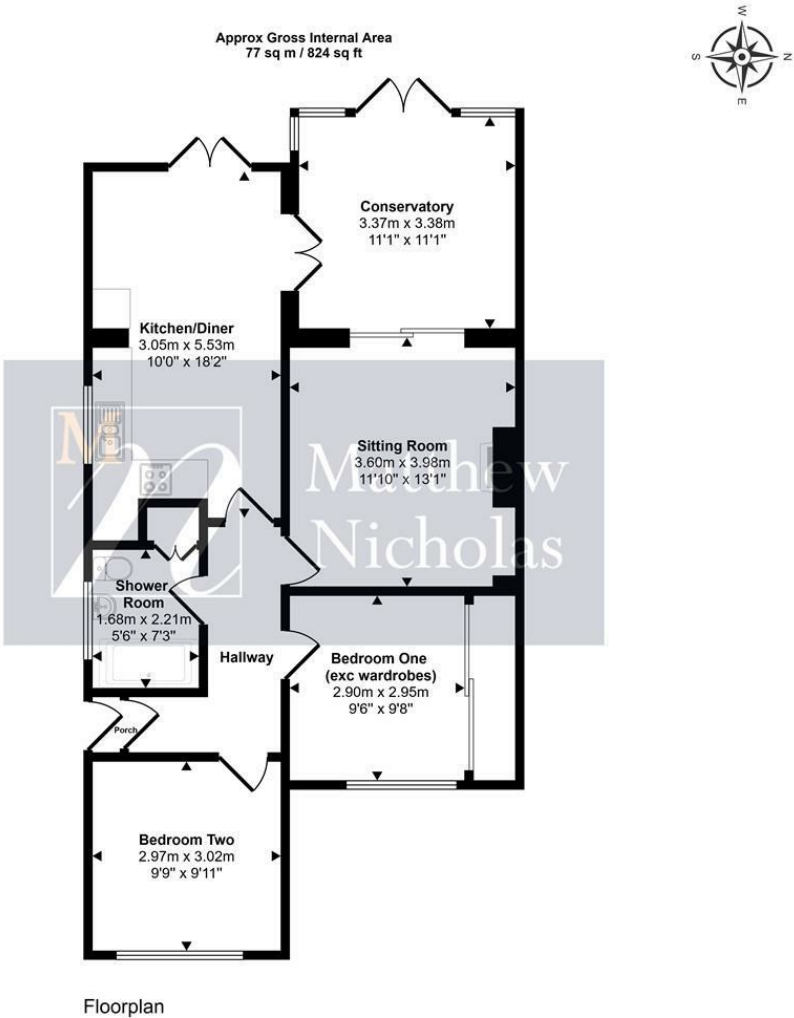 Approx Gross Internal Area
77 sq m / 824 sq ft
W
S
N
E
Conservatory
3.37m x 3.38m
11'1" x 11'1"
Kitchen/Diner
3.05m x 5.53m
10'0" x 18'2"
Sitting Room
3.60m x 3.98m
11'10" x 13'1"
M
Matthew
Nicholas
Shower
Room
1.68m x 2.21m
5'6" x 7'3"
Hallway
Bedroom One
(exc wardrobes)
2.90m x 2.95m
9'6" x 9'8"
Porch
Bedroom Two
2.97m x 3.02m
9'9" x 9'11"
Floorplan